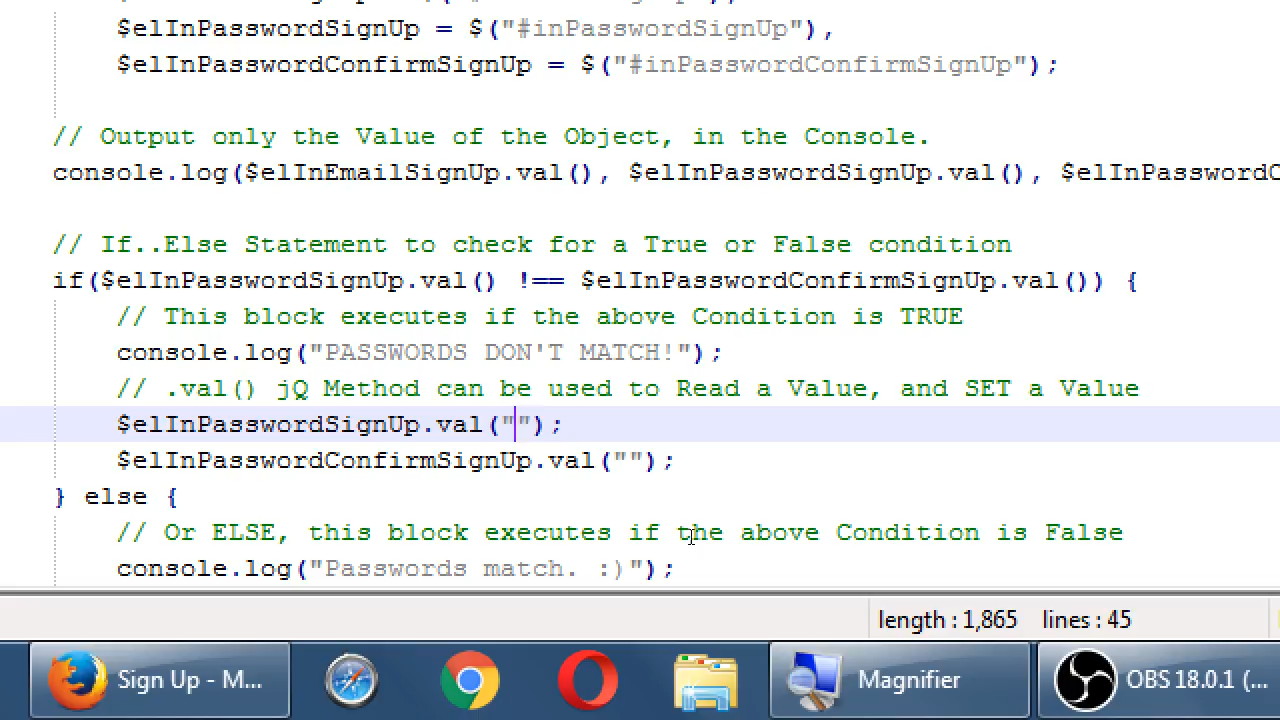 $elInPasswordSignUp = $("#inPasswordSignUp"),
$elInPasswordConfirmSignUp = $("#inPasswordConfirmSignUp");
// Output only the Value of the Object, in the Console.
console.log($elInEmailSignUp.val(), $elInPasswordSignUp.val(), $elInPasswordC
// If..Else Statement to check for a True or False condition
if($elInPasswordSignUp.val() !== $elInPasswordConfirmSignUp.val()) {
// This block executes if the above Condition is TRUE
console.log("PASSWORDS DON'T MATCH!");
// .val() jQ Method can be used to Read a Value, and SET a Value
$elInPasswordSignUp.val("");
$elInPasswordConfirmSignUp.val("");
} else {
// Or ELSE, this block executes if the above Condition is False
console.log("Passwords match. :)");
length : 1,865 lines : 45
Sign Up - M... Magnifier OBS 18.0.1 (...